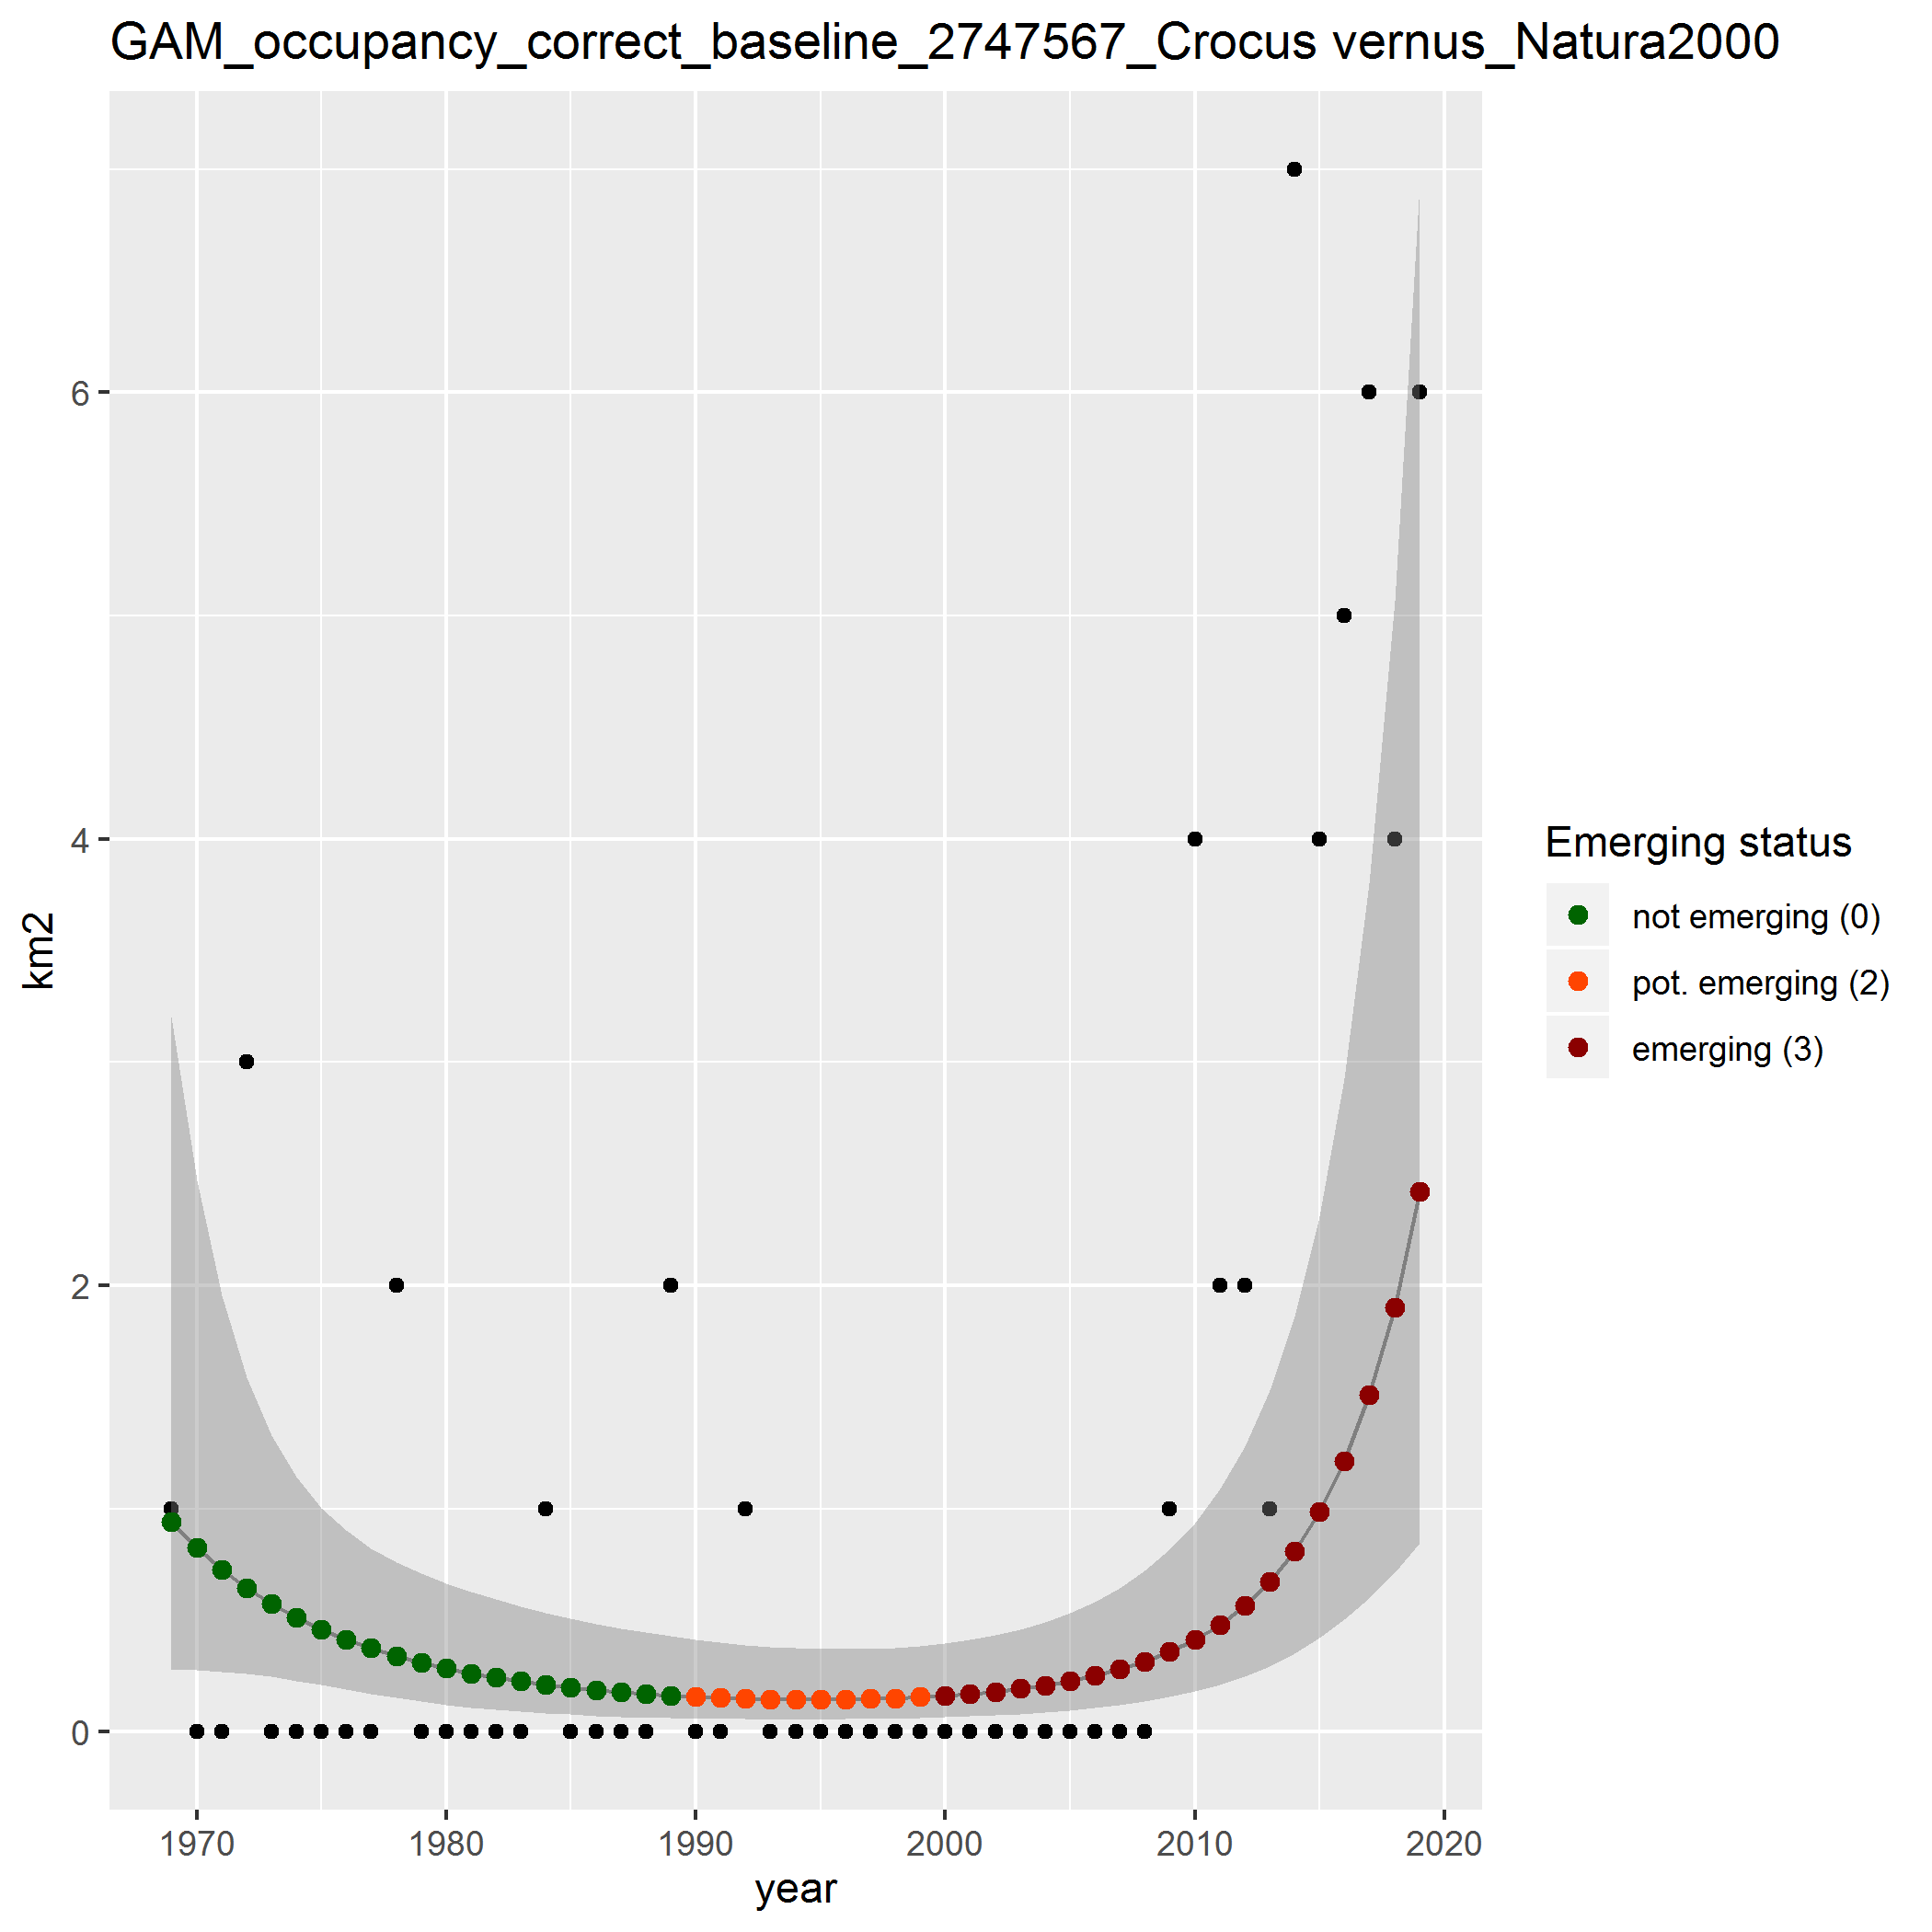 GAM_occupancy_correct_baseline_2747567_Crocus vernus_Natura2000
km2
6
4
2
0
1970 1980 1990 2000 2010 2020
year
Emerging status
not emerging (0)
pot. emerging (2)
emerging (3)